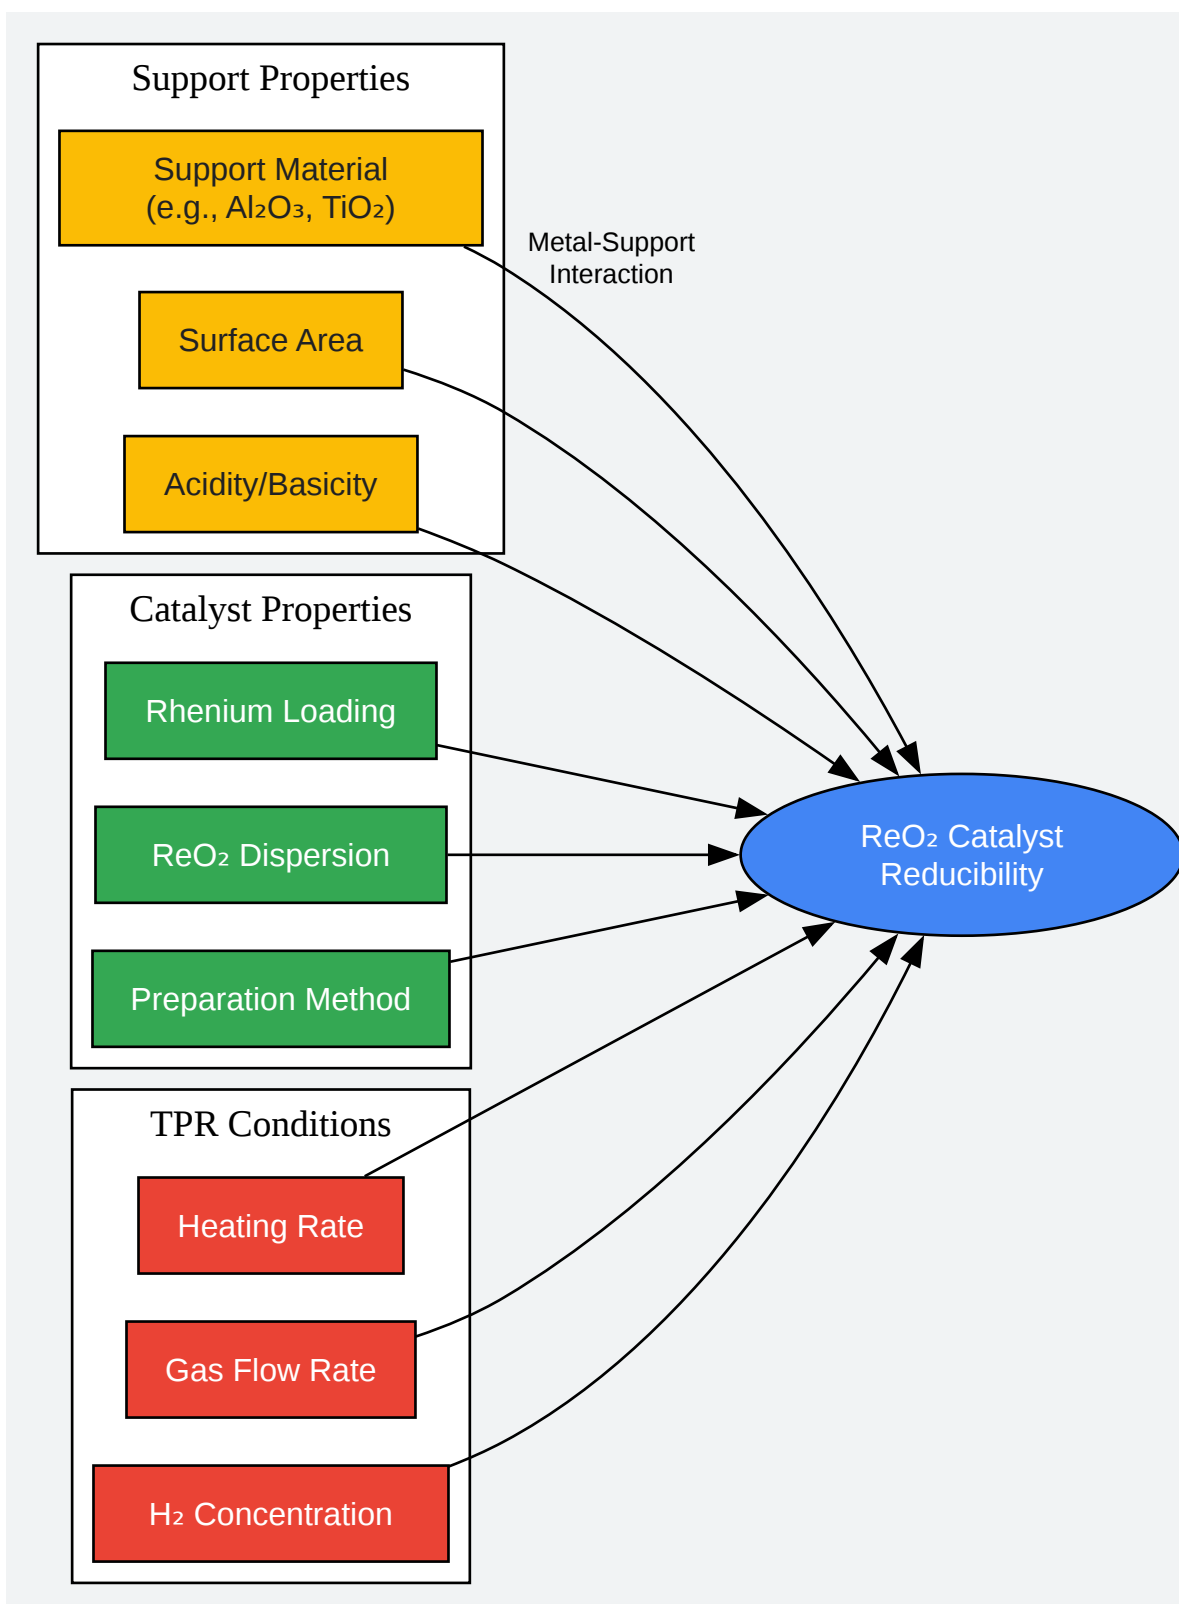 Support Properties
Support Material
(e.g., Al₂O₃, TiO₂)
Metal-Support
Interaction
Surface Area
Acidity/Basicity
Catalyst Properties
Rhenium Loading
ReO₂ Dispersion
Preparation Method
ReO₂ Catalyst
Reducibility
TPR Conditions
Heating Rate
Gas Flow Rate
H₂ Concentration